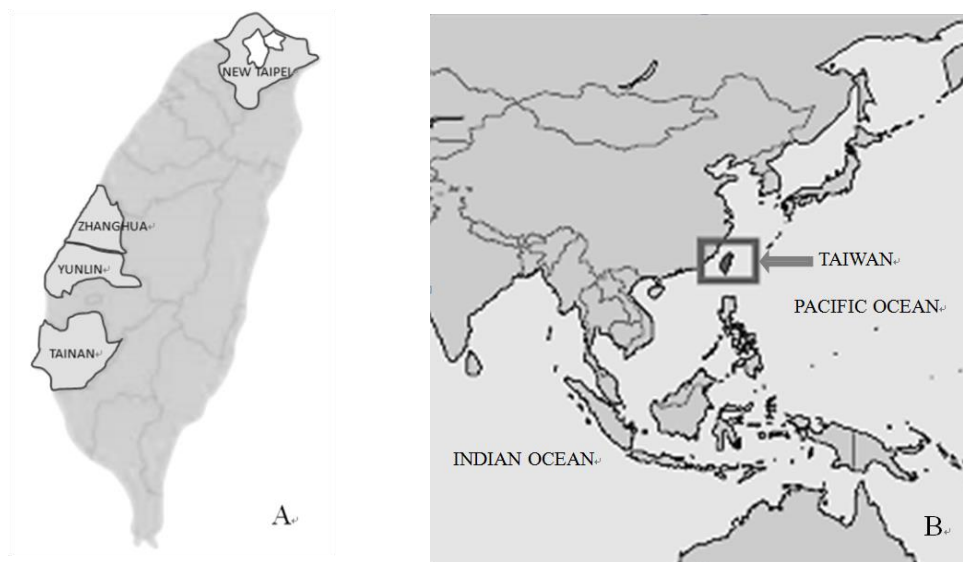 NEW TAIPEI
ZHANGHUA
YUNLIN
TAINAN
A
TAIWAN
PACIFIC OCEAN
INDIAN OCEAN
B